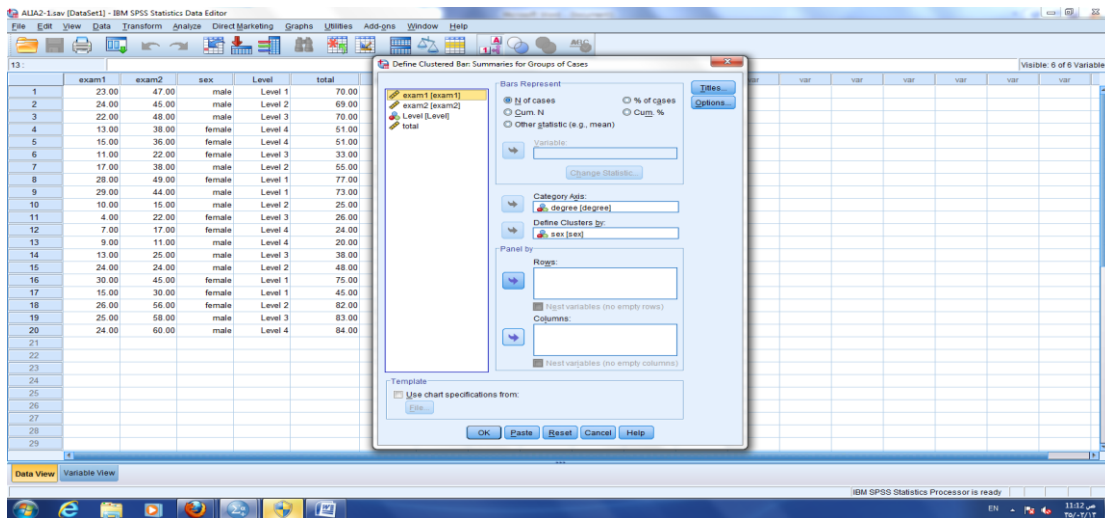 ALIA2-1.sav [DataSet1] - IBM SPSS Statistics Data Editor
File Edit View Data Transform Analyze Direct Marketing Graphs Utilities Add-ons Window Help
13 :
Visible: 6 of 6 Variable
exam1 exam2 sex Level total var var var var var var
1 23.00 47.00 male Level 1 70.00
2 24.00 45.00 male Level 2 69.00
3 22.00 48.00 male Level 3 70.00
4 13.00 38.00 female Level 4 51.00
5 15.00 36.00 female Level 4 51.00
6 11.00 22.00 female Level 3 33.00
7 17.00 38.00 male Level 2 55.00
8 28.00 49.00 female Level 1 77.00
9 29.00 44.00 male Level 1 73.00
10 10.00 15.00 male Level 2 25.00
11 4.00 22.00 female Level 3 26.00
12 7.00 17.00 female Level 4 24.00
13 9.00 11.00 male Level 4 20.00
14 13.00 25.00 male Level 3 38.00
15 24.00 24.00 male Level 2 48.00
16 30.00 45.00 female Level 1 75.00
17 15.00 30.00 female Level 1 45.00
18 26.00 56.00 female Level 2 82.00
19 25.00 58.00 male Level 3 83.00
20 24.00 60.00 male Level 4 84.00
21
22
23
24
25
26
27
28
29
Define Clustered Bar: Summaries for Groups of Cases
exam1 [exam1]
exam2 [exam2]
Level [Level]
total
Bars Represent
N of cases % of cases
Cum. N Cum. %
Other statistic (e.g., mean)
Variable:
Change Statistic...
Category Axis:
degree [degree]
Define Clusters by:
sex [sex]
Panel by
Rows:
Nest variables (no empty rows)
Columns:
Nest variables (no empty columns)
Titles...
Options...
Template
Use chart specifications from:
File...
OK Paste Reset Cancel Help
Data View Variable View
IBM SPSS Statistics Processor is ready
EN
11:12 ص